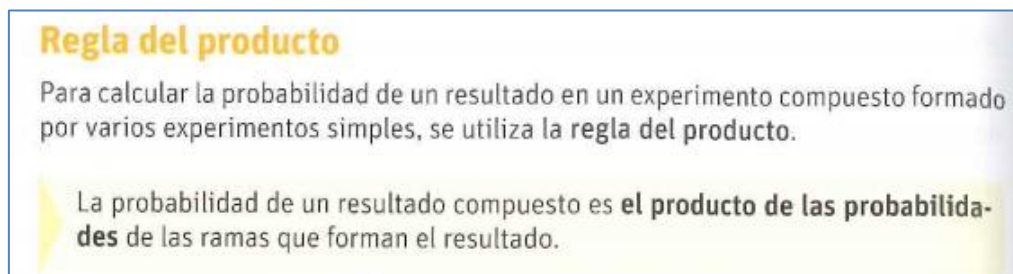 Regla del producto
Para calcular la probabilidad de un resultado en un experimento compuesto formado
por varios experimentos simples, se utiliza la regla del producto.
La probabilidad de un resultado compuesto es el producto de las probabilida-
des de las ramas que forman el resultado.